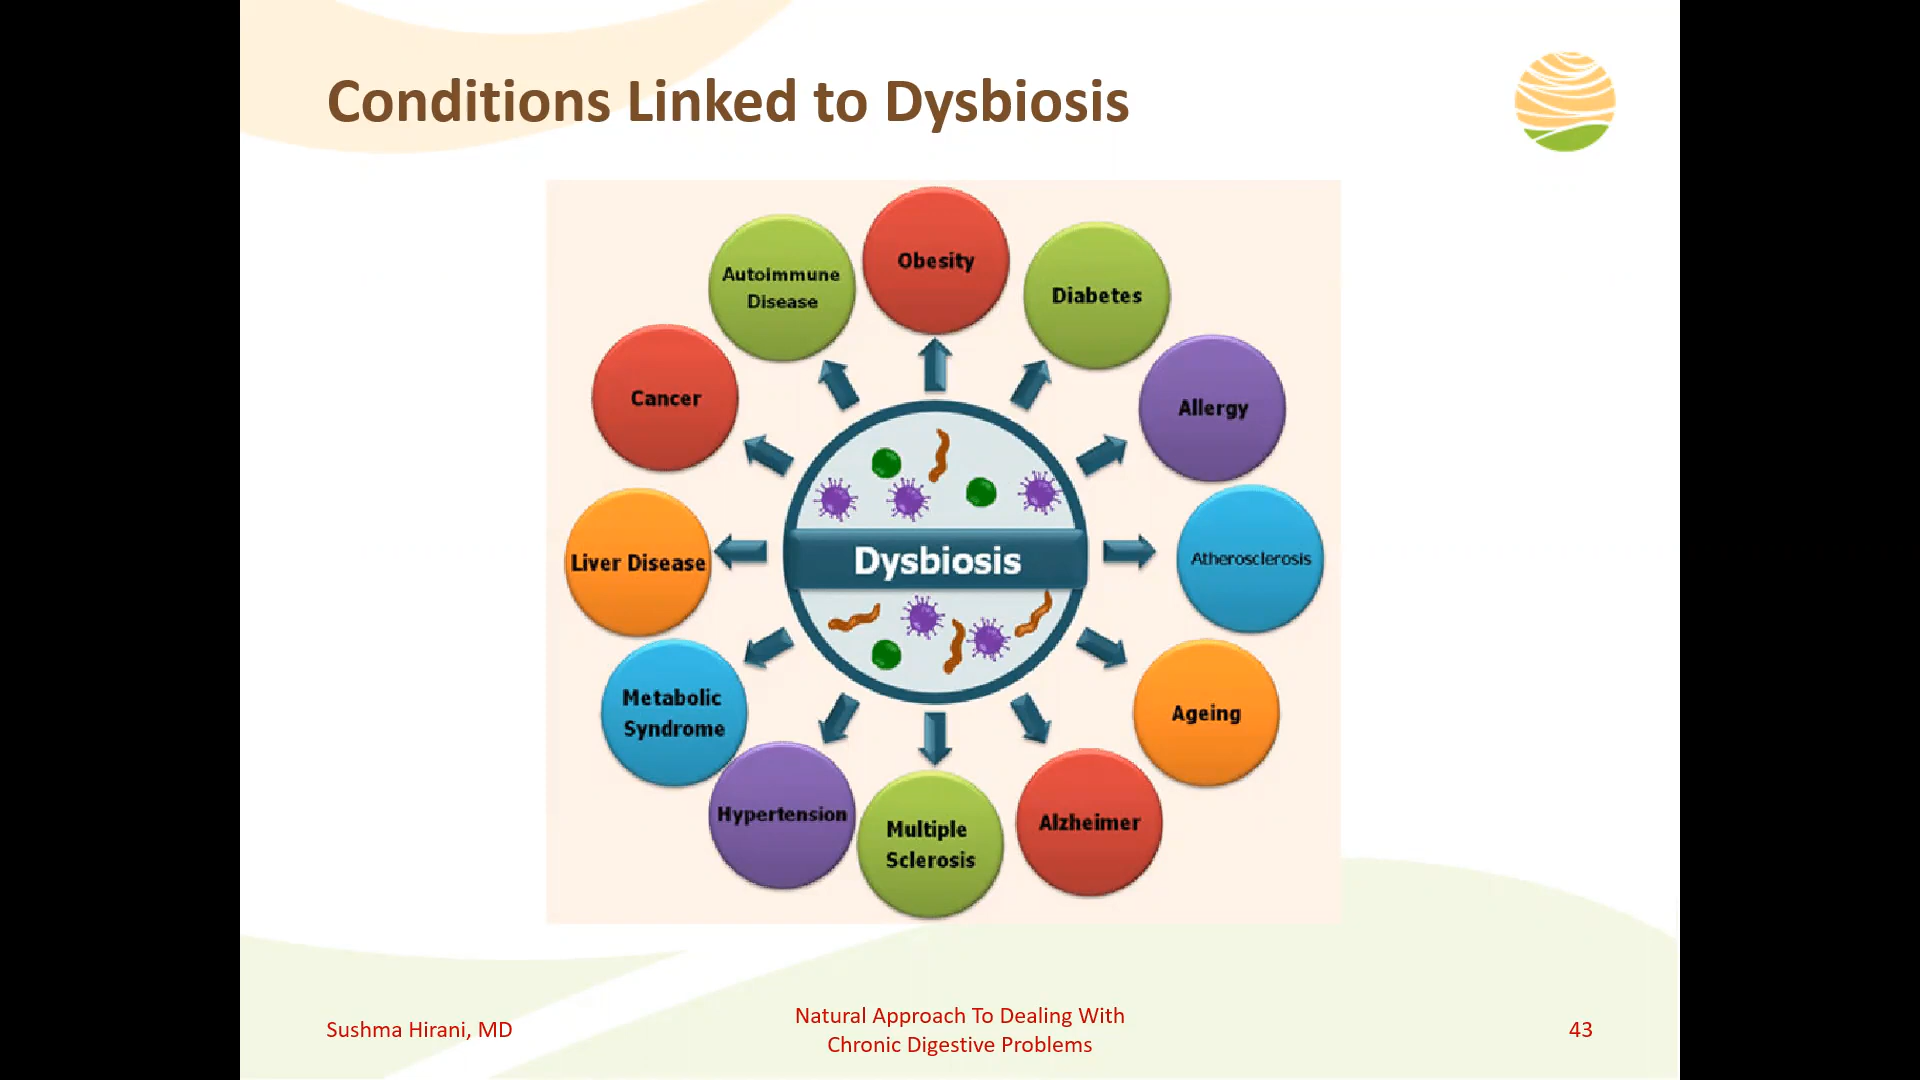 Conditions Linked to Dysbiosis
Obesity
Autoimmune
Disease
Diabetes
Cancer
Allergy
Liver Disease
Dysbiosis
Atherosclerosis
Metabolic
Syndrome
Ageing
Hypertension
Multiple
Sclerosis
Alzheimer
Sushma Hirani, MD
Natural Approach To Dealing With
Chronic Digestive Problems
43